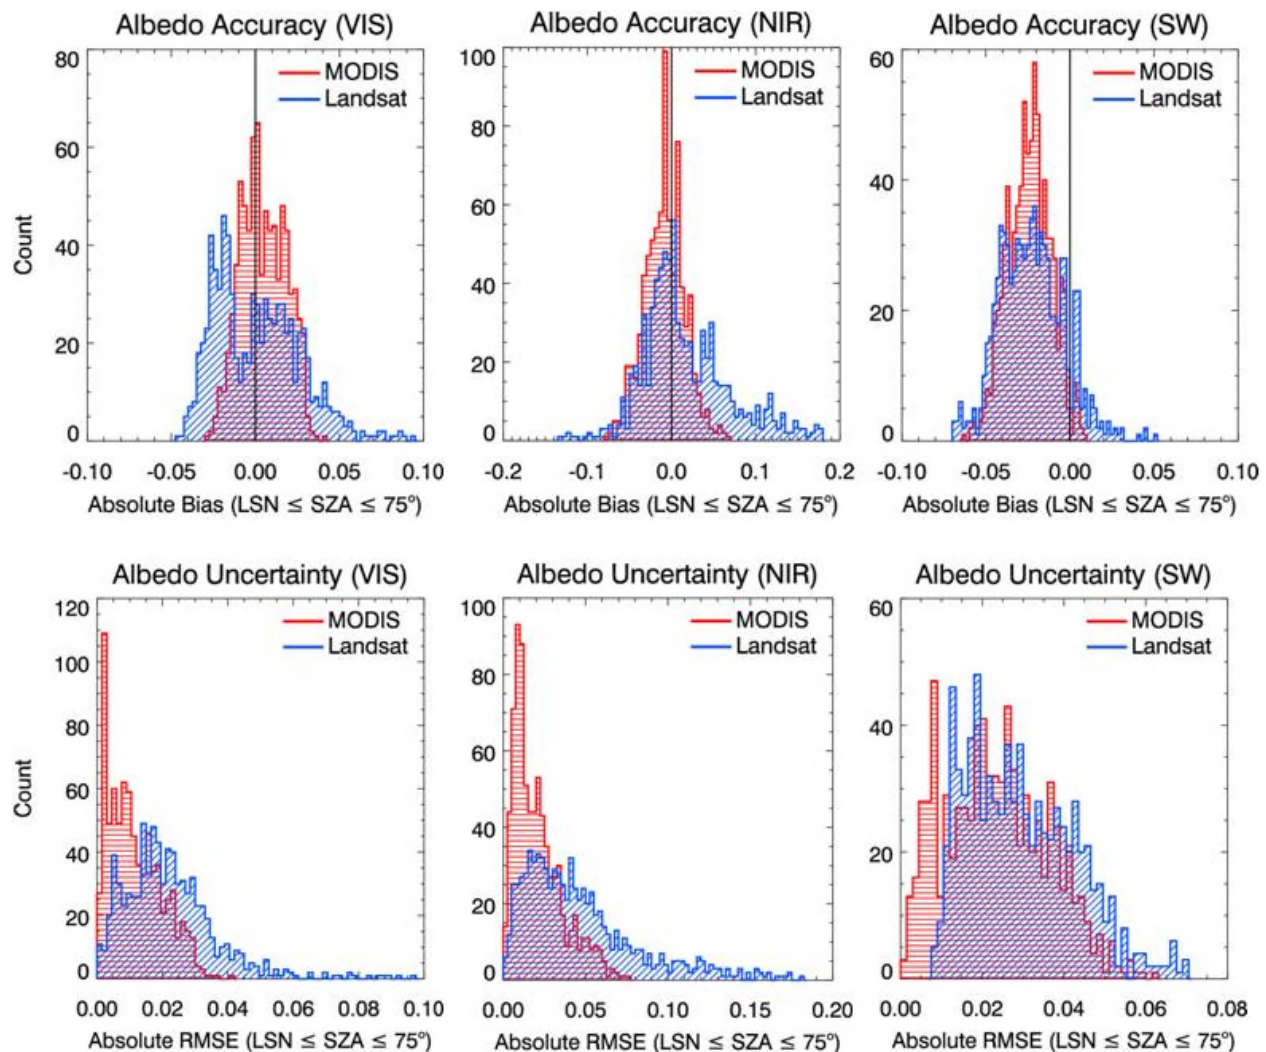 Albedo Accuracy (VIS)
80
60
40
20
0
Count
MODIS
Landsat
-0.10 -0.05 0.00 0.05 0.10
Absolute Bias (LSN ≤ SZA ≤ 75°)
Albedo Accuracy (NIR)
100
80
60
40
20
0
MODIS
Landsat
-0.2 -0.1 0.0 0.1 0.2
Absolute Bias (LSN ≤ SZA ≤ 75°)
Albedo Accuracy (SW)
60
40
20
0
MODIS
Landsat
-0.10 -0.05 0.00 0.05 0.10
Absolute Bias (LSN ≤ SZA ≤ 75°)
Albedo Uncertainty (VIS)
120
100
80
60
40
20
0
Count
MODIS
Landsat
0.00 0.02 0.04 0.06 0.08 0.10
Absolute RMSE (LSN ≤ SZA ≤ 75°)
Albedo Uncertainty (NIR)
100
80
60
40
20
0
MODIS
Landsat
0.00 0.05 0.10 0.15 0.20
Absolute RMSE (LSN ≤ SZA ≤ 75°)
Albedo Uncertainty (SW)
60
40
20
0
MODIS
Landsat
0.00 0.02 0.04 0.06 0.08
Absolute RMSE (LSN ≤ SZA ≤ 75°)